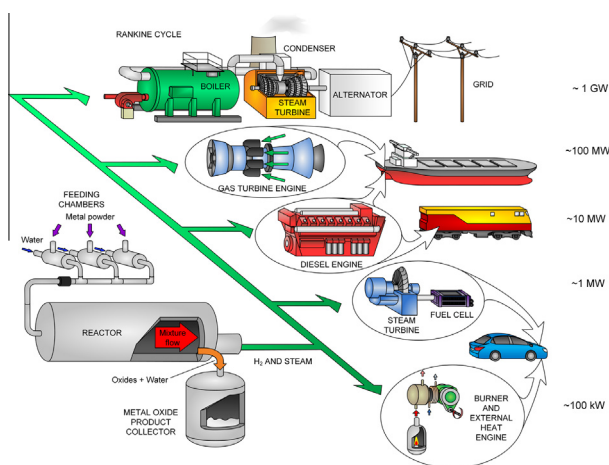 RANKINE CYCLE
CONDENSER
BOILER
STEAM
TURBINE
ALTERNATOR
GRID
~ 1 GW
GAS TURBINE ENGINE
~100 MW
FEEDING
CHAMBERS
Metal powder
Water
DIESEL ENGINE
~10 MW
STEAM
TURBINE
FUEL CELL
~1 MW
REACTOR
Mixture
flow
Oxides + Water
H₂ AND STEAM
METAL OXIDE
PRODUCT
COLLECTOR
BURNER
AND
EXTERNAL
HEAT
ENGINE
~100 kW